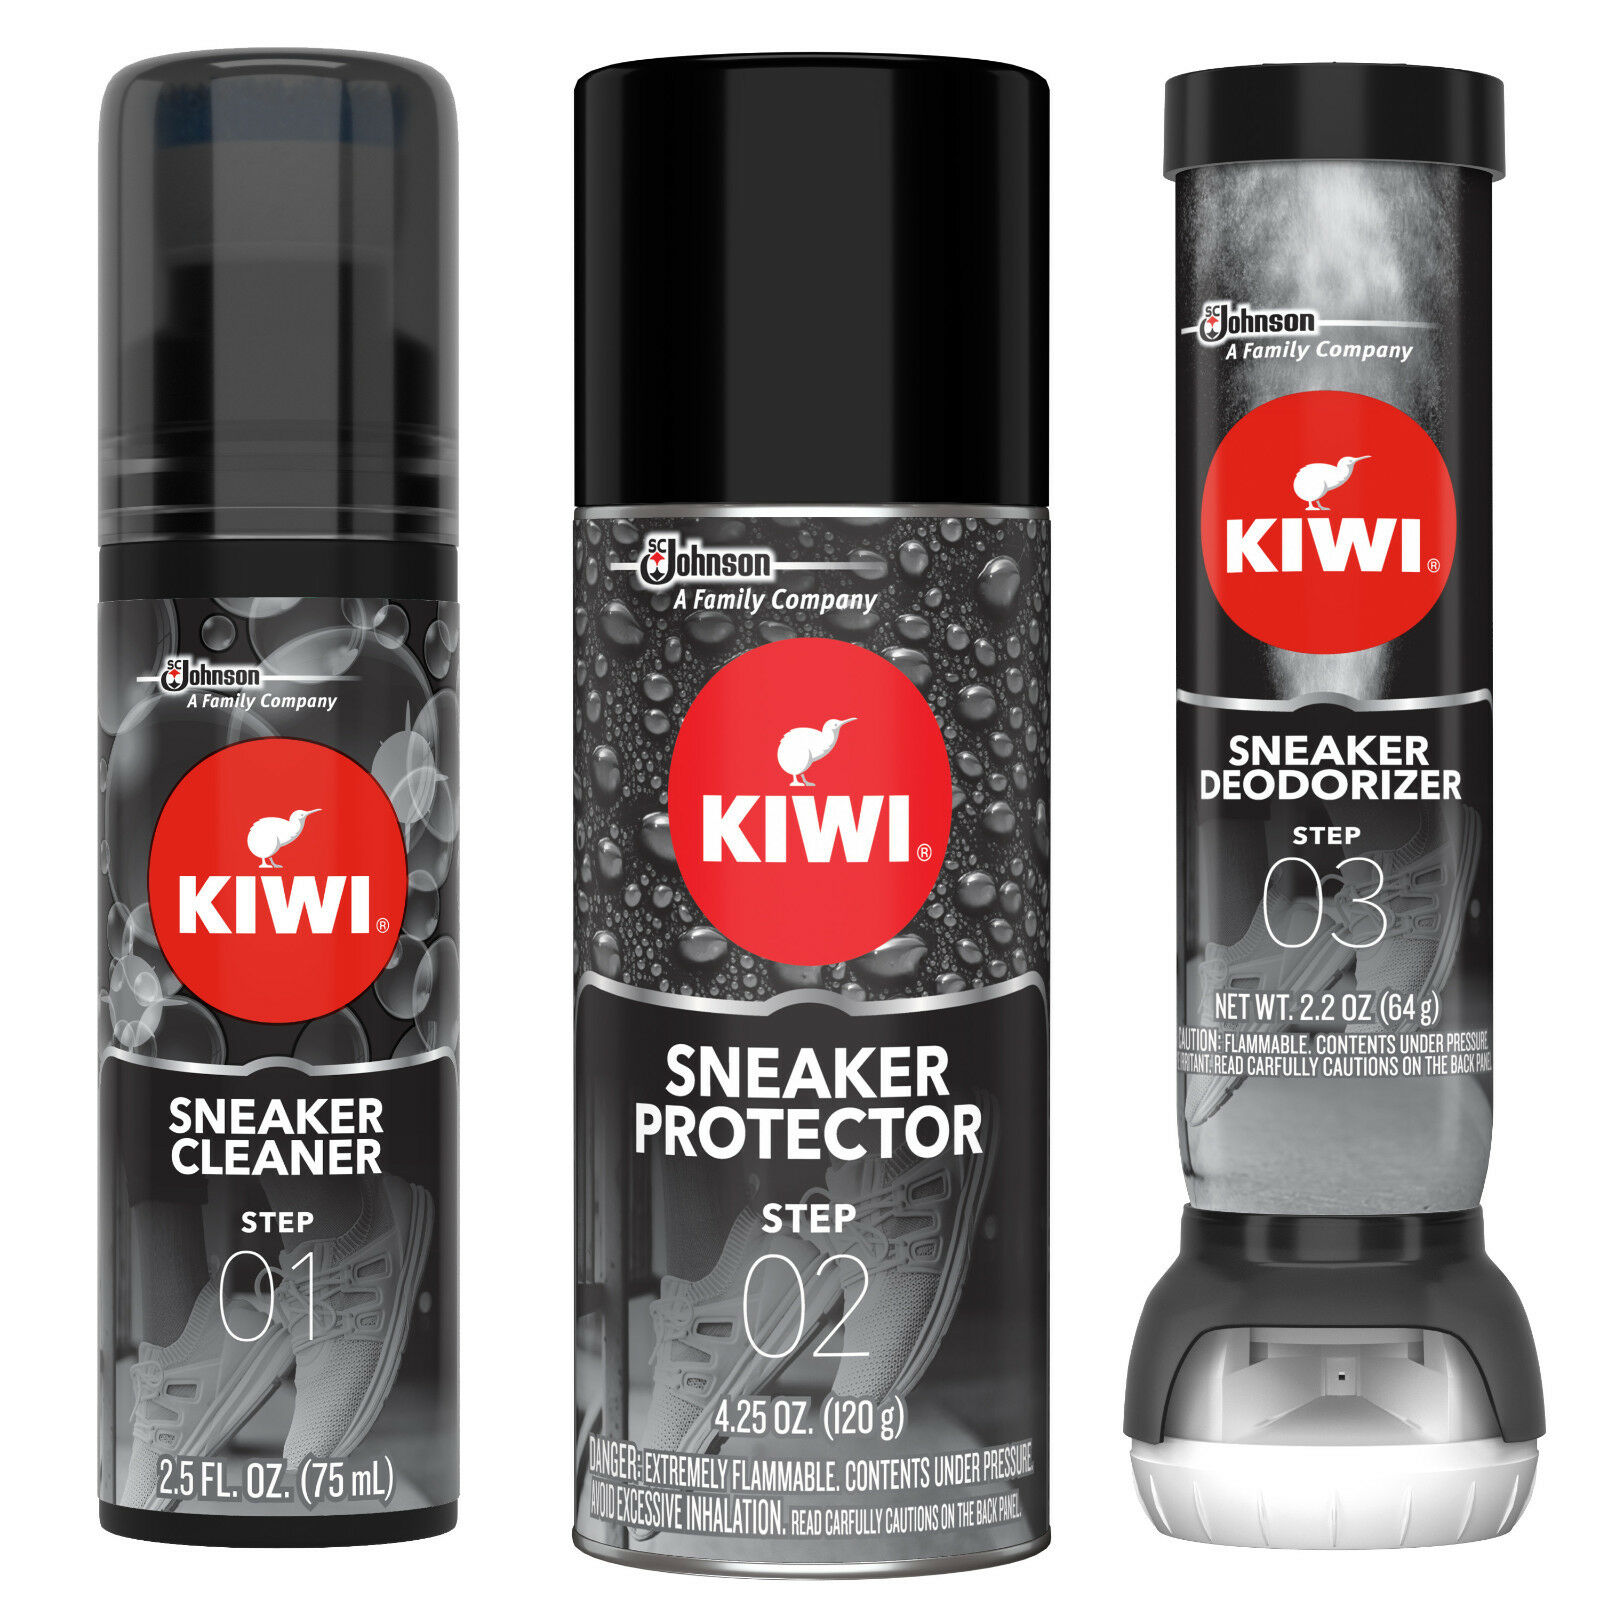 SC Johnson
A Family Company
KIWI®
SNEAKER
CLEANER
STEP
01
2.5 FL. OZ. (75 mL)
SC Johnson
A Family Company
KIWI®
SNEAKER
PROTECTOR
STEP
02
4.25 OZ. (120 g)
DANGER: EXTREMELY FLAMMABLE. CONTENTS UNDER PRESSURE.
AVOID EXCESSIVE INHALATION. READ CARFULLY CAUTIONS ON THE BACK PANEL.
SC Johnson
A Family Company
KIWI®
SNEAKER
DEODORIZER
STEP
03
NET WT. 2.2 OZ (64 g)
CAUTION: FLAMMABLE. CONTENTS UNDER PRESSURE.
IRRITANT. READ CARFULLY CAUTIONS ON THE BACK PANEL